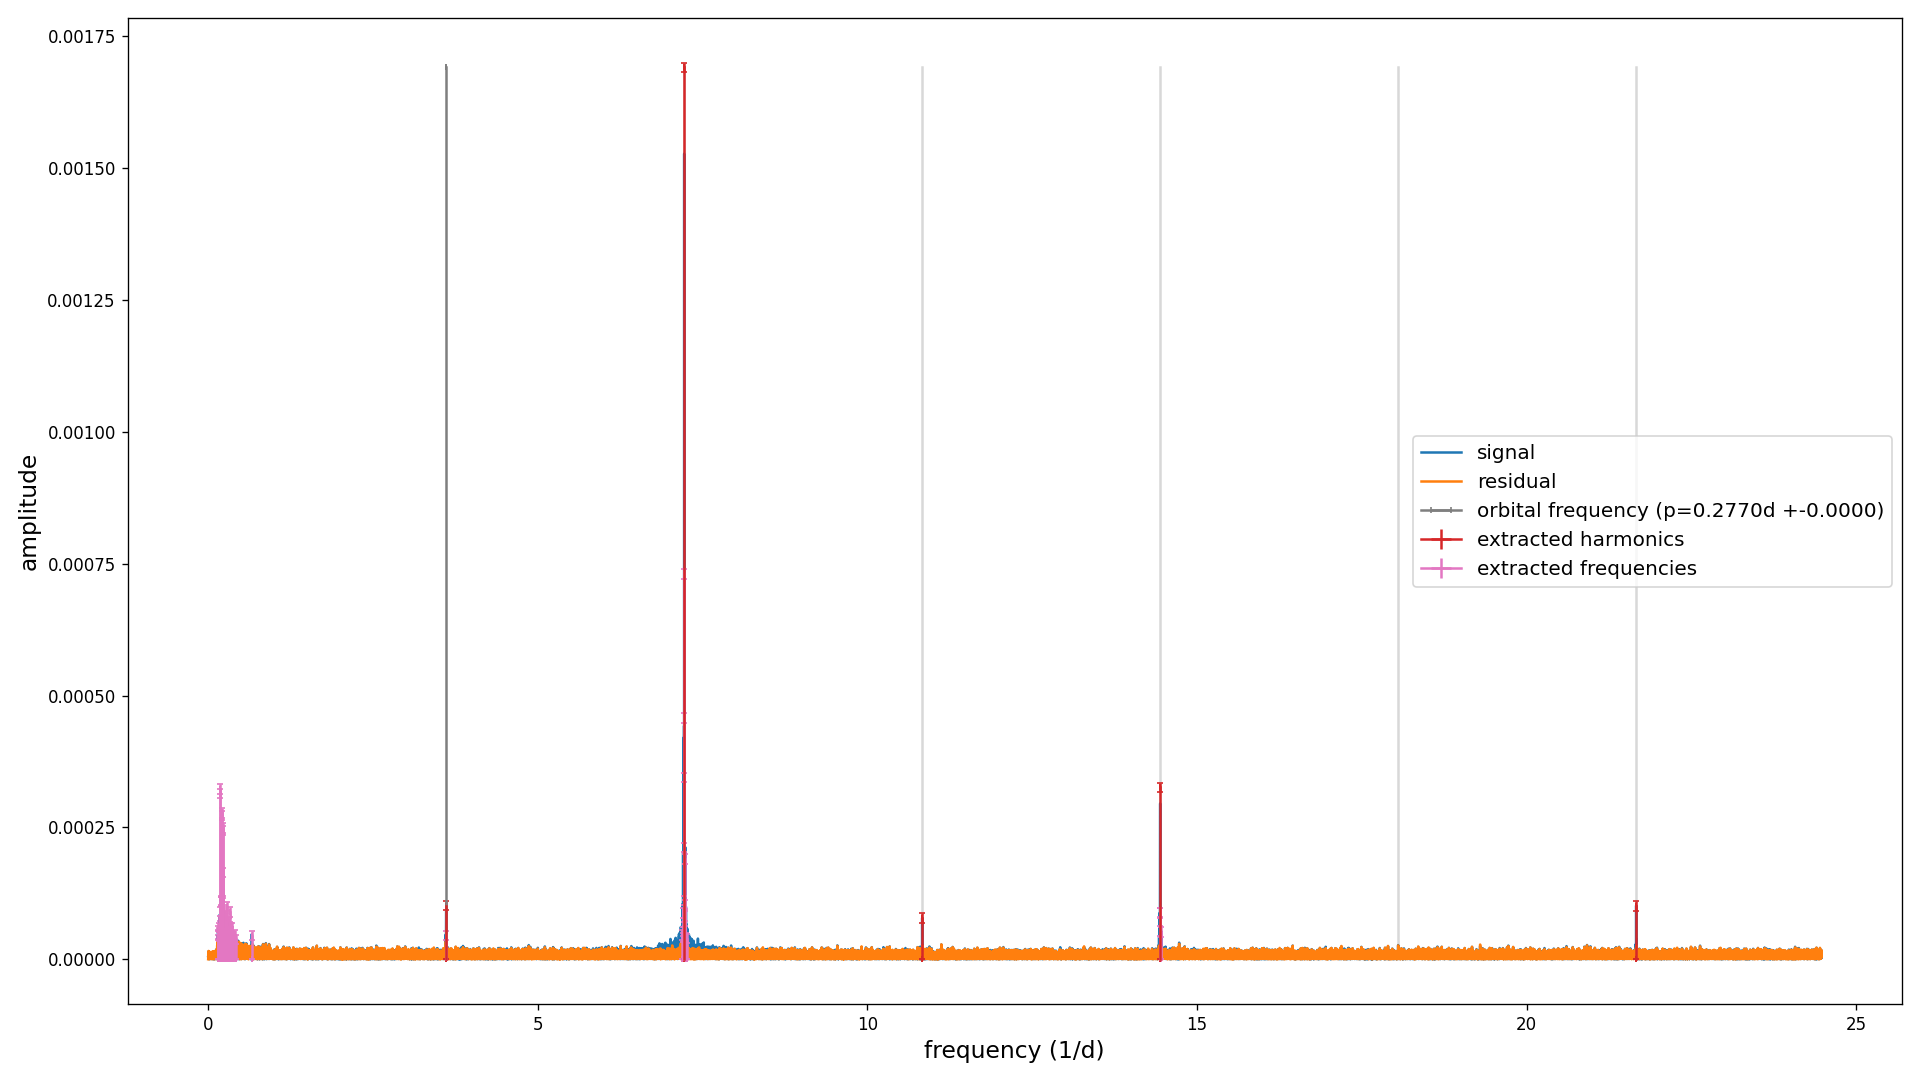 0.00175
0.00150
0.00125
0.00100
0.00075
0.00050
0.00025
0.00000
amplitude
signal
residual
orbital frequency (p=0.2770d +-0.0000)
extracted harmonics
extracted frequencies
0 5 10 15 20 25
frequency (1/d)